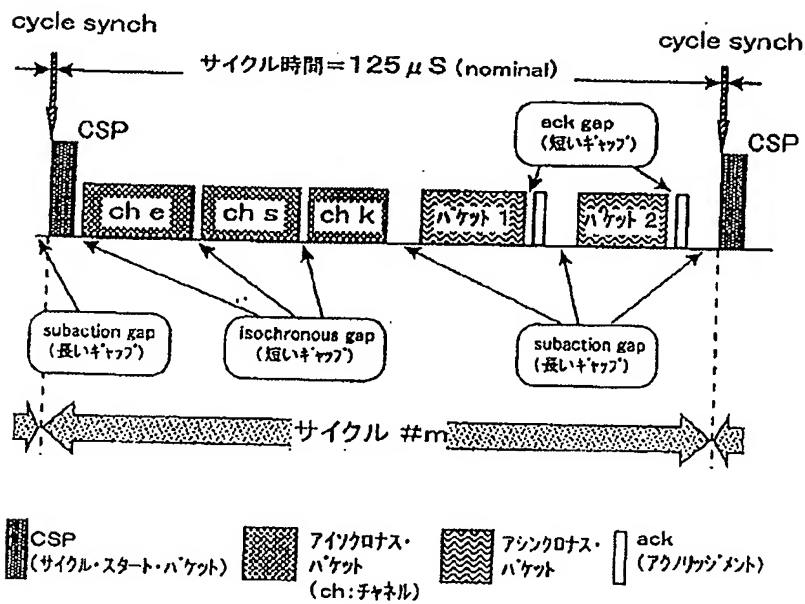 cycle synch
cycle synch
サイクル時間＝125μS (nominal)
CSP
CSP
ack gap
(短いギャップ)
ch e
ch s
ch k
パケット 1
パケット 2
subaction gap
(長いギャップ)
isochronous gap
(短いギャップ)
subaction gap
(長いギャップ)
サイクル #m
CSP
(サイクル・スタート・パケット)
アイソクロナス・
パケット
(ch:チャネル)
アシンクロナス・
パケット
ack
(アクノリッジメント)